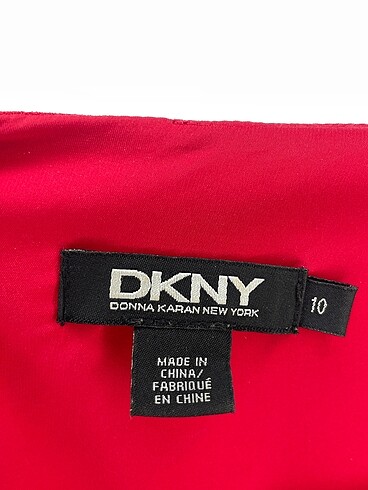 DKNY
DONNA KARAN NEW YORK
10
MADE IN
CHINA/
FABRIQUÉ
EN CHINE